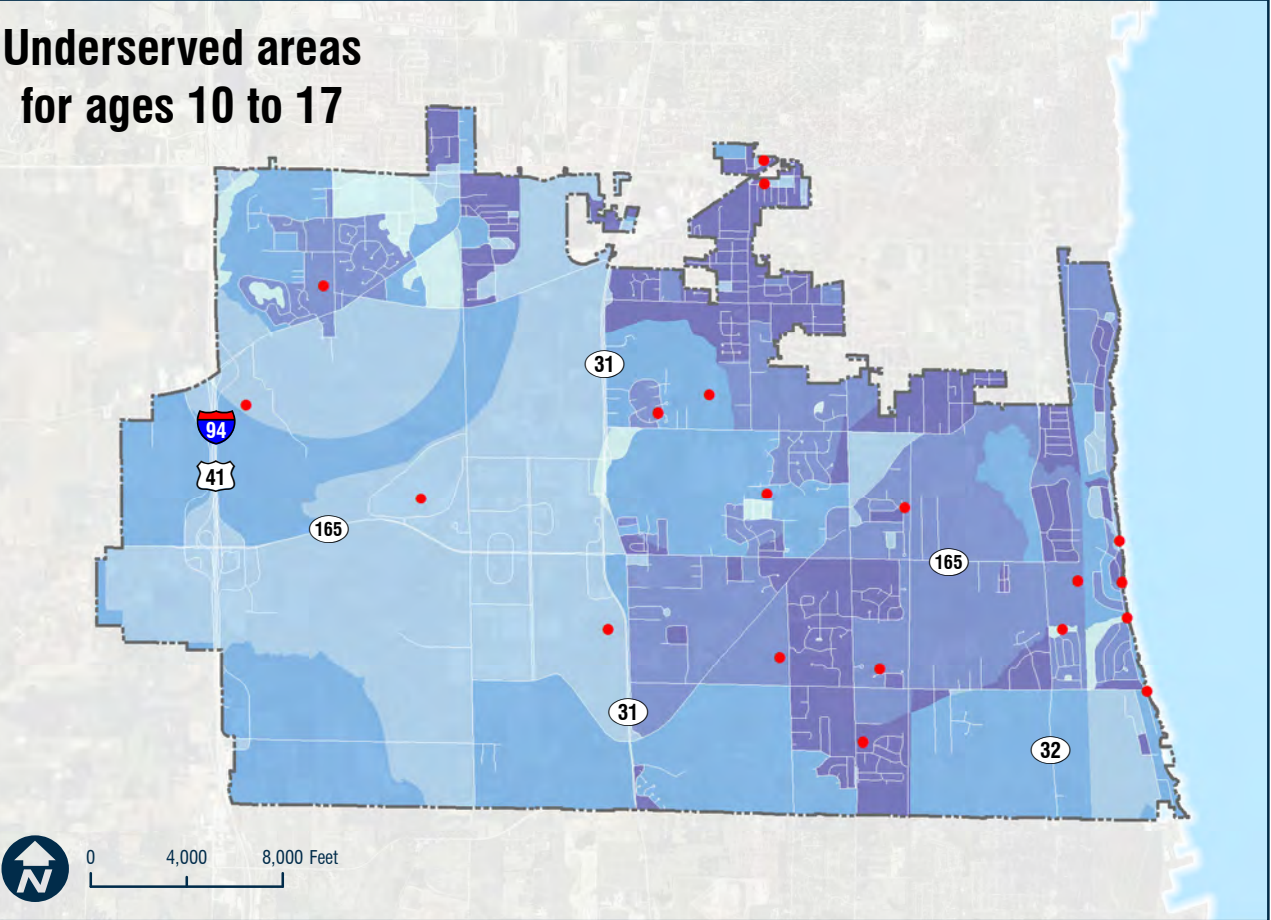 Underserved areas
for ages 10 to 17
31
94
41
165
165
31
32
N
0 4,000 8,000 Feet